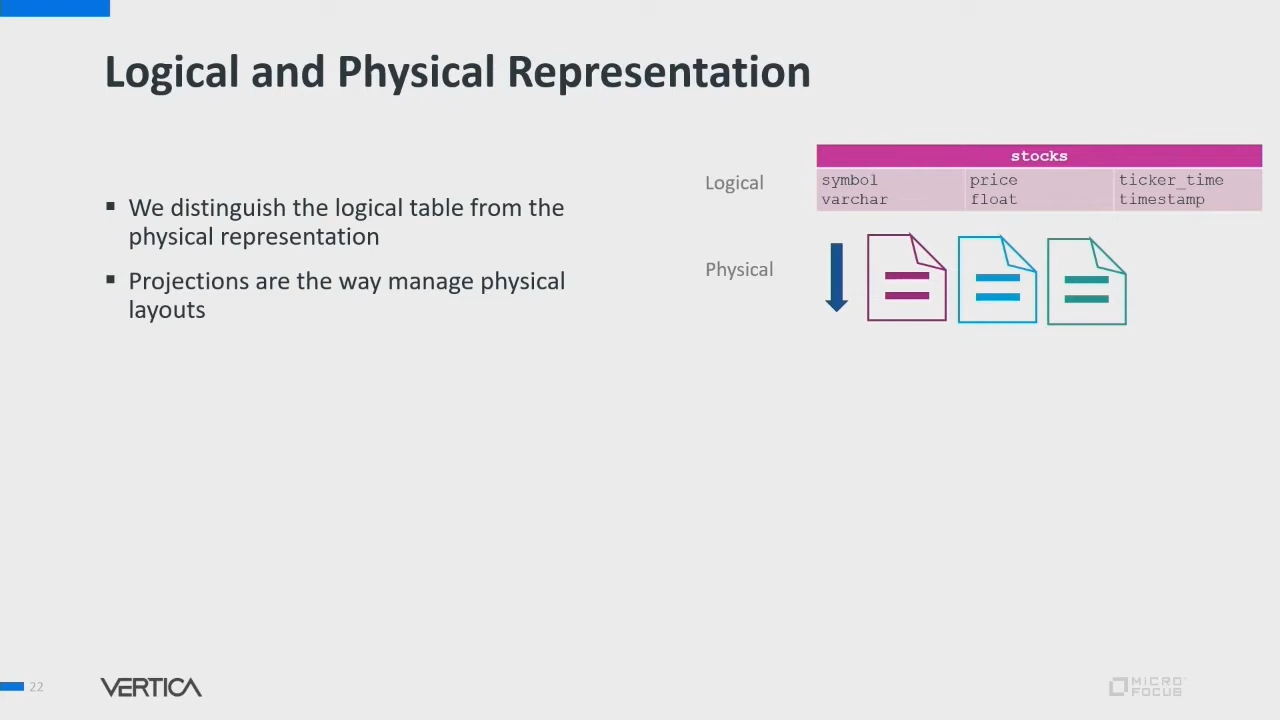 Logical and Physical Representation
▪ We distinguish the logical table from the
physical representation
▪ Projections are the way manage physical
layouts
Logical
stocks
symbol price ticker_time
varchar float timestamp
Physical
22
VERTICA
MICRO
FOCUS